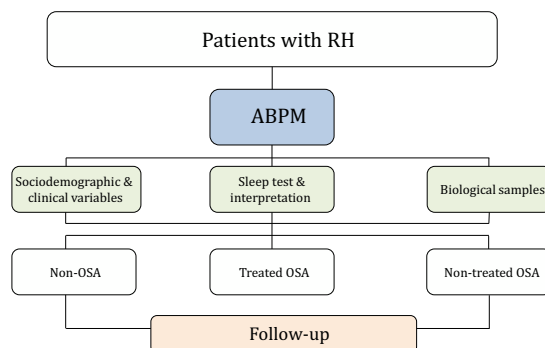 Patients with RH
ABPM
Sociodemographic &
clinical variables
Sleep test &
interpretation
Biological samples
Non-OSA
Treated OSA
Non-treated OSA
Follow-up